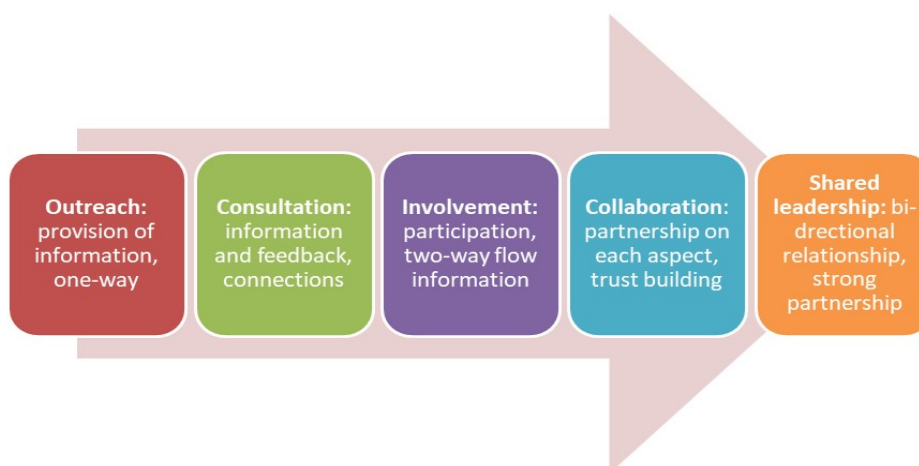 Outreach:
provision of
information,
one-way
Consultation:
information
and feedback,
connections
Involvement:
participation,
two-way flow
information
Collaboration:
partnership on
each aspect,
trust building
Shared
leadership: bi-
directional
relationship,
strong
partnership